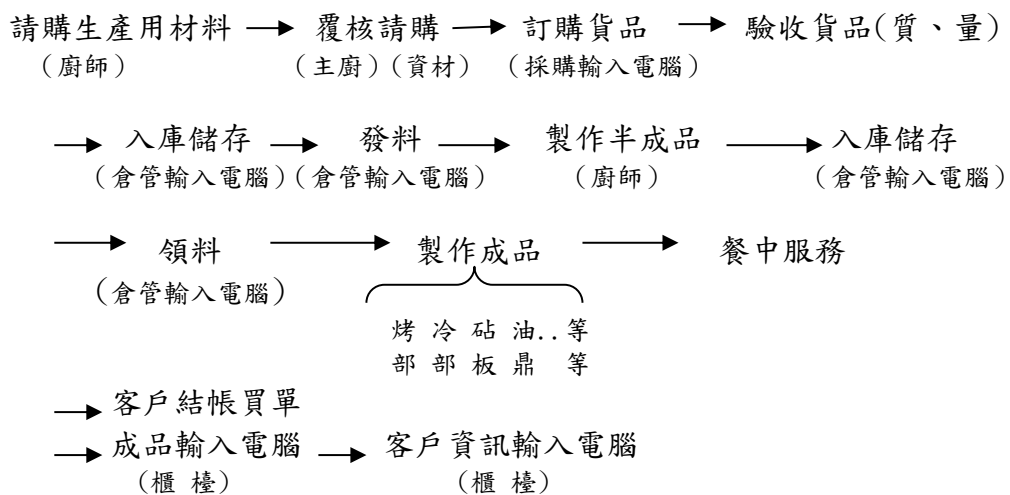 請購生產用材料 → 覆核請購 → 訂購貨品 → 驗收貨品(質、量)
（廚師） （主廚）（資材） （採購輸入電腦）
→ 入庫儲存 → 發料 → 製作半成品 → 入庫儲存
（倉管輸入電腦）（倉管輸入電腦） （廚師） （倉管輸入電腦）
→ 領料 → 製作成品 → 餐中服務
（倉管輸入電腦）
烤 冷 砧 油..等
部 部 板 鼎 等
→ 客戶結帳買單
→ 成品輸入電腦 → 客戶資訊輸入電腦
（櫃 檯） （櫃 檯）